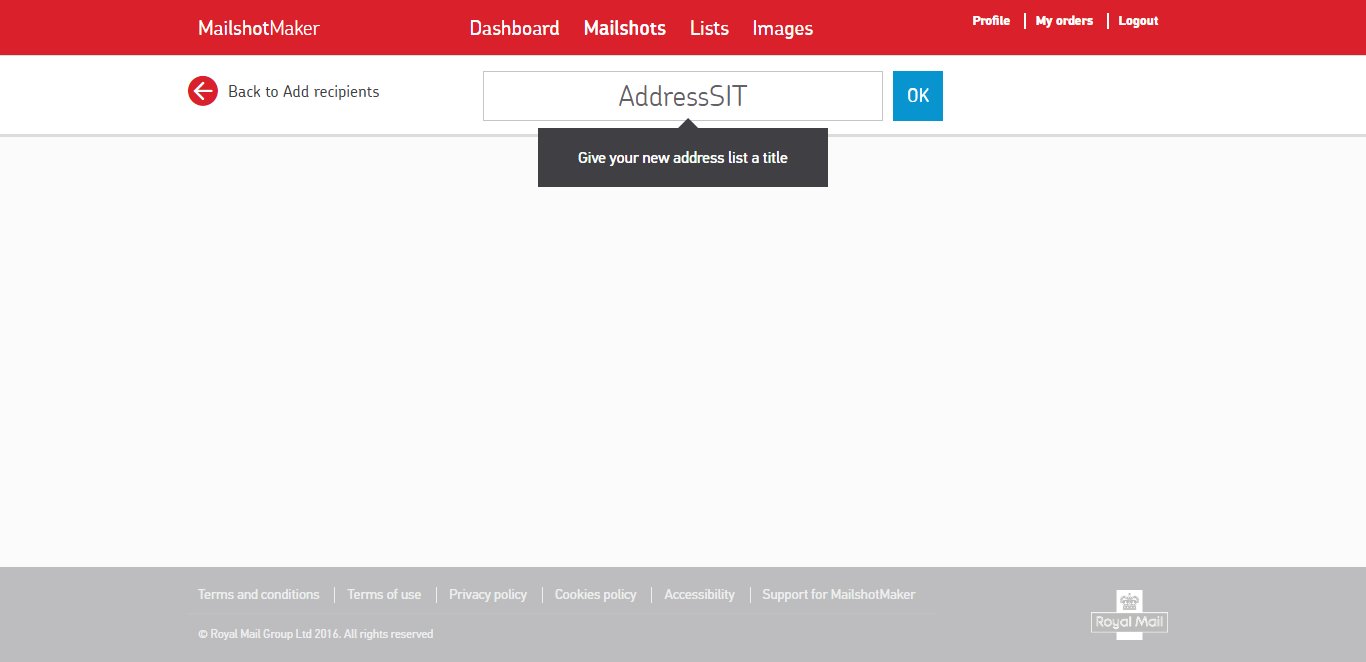 MailshotMaker
Dashboard Mailshots Lists Images
Profile My orders Logout
Back to Add recipients
AddressSIT
OK
Give your new address list a title
Terms and conditions Terms of use Privacy policy Cookies policy Accessibility Support for MailshotMaker
© Royal Mail Group Ltd 2016. All rights reserved
Royal Mail